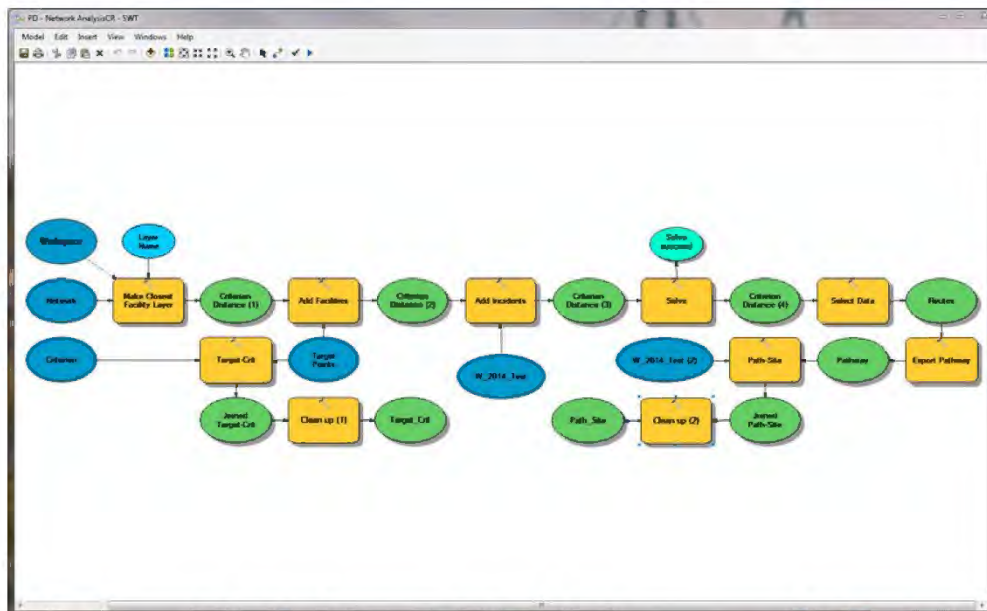 PD - Network AnalysisCR - SWT
Model Edit Insert View Windows Help
Workspace
Layer
Name
Solve
succeed
Network
Make Closest
Facility Layer
Criterion
Distance (1)
Add Facilities
Criterion
Distance (2)
Add Incidents
Criterion
Distance (3)
Solve
Criterion
Distance (4)
Select Data
Routes
Criterion
Target-Crit
Target
Points
W_2014_Test
W_2014_Test (2)
Path-Site
Pathway
Export Pathway
Joined
Target-Crit
Clean up (1)
Target_Crit
Path_Site
Clean up (2)
Joined
Path-Site